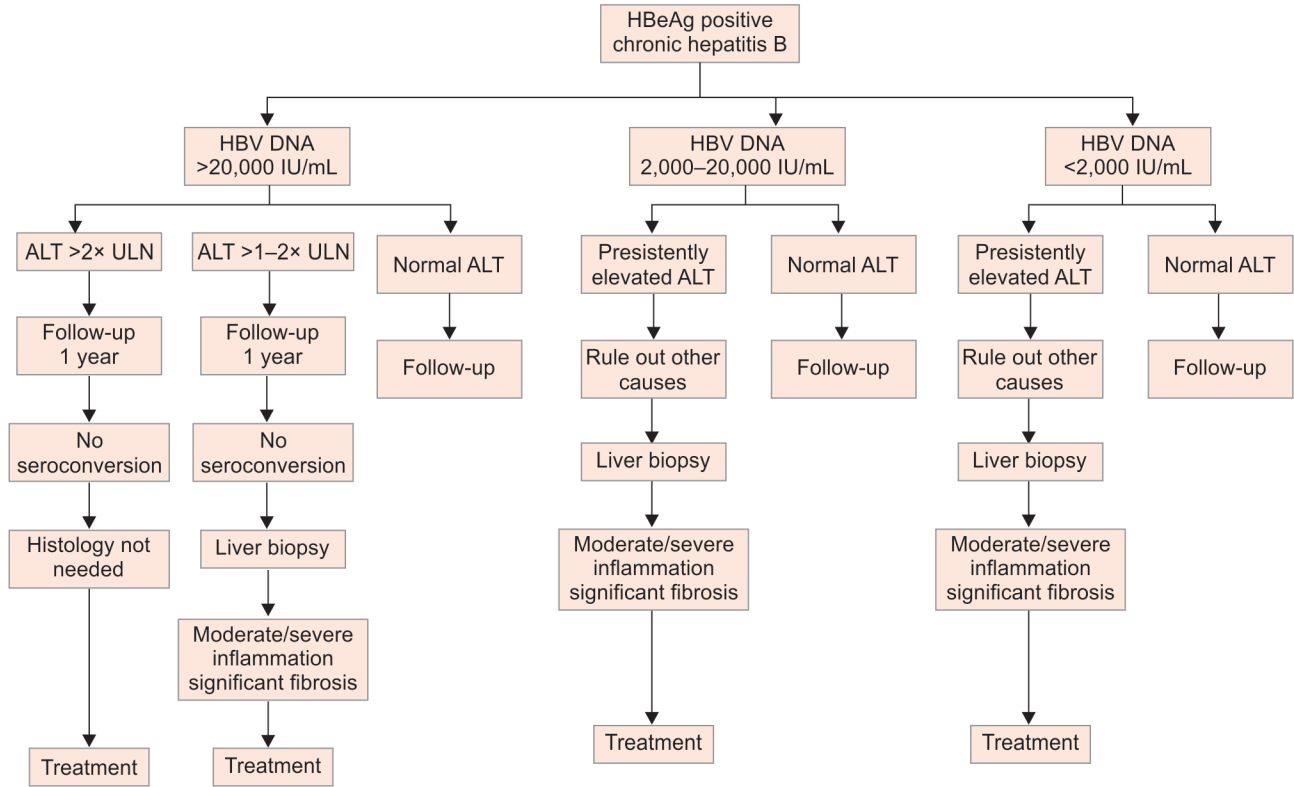 HBeAg positive
chronic hepatitis B
HBV DNA
>20,000 IU/mL
HBV DNA
2,000–20,000 IU/mL
HBV DNA
<2,000 IU/mL
ALT >2× ULN
ALT >1–2× ULN
Normal ALT
Presistently
elevated ALT
Normal ALT
Presistently
elevated ALT
Normal ALT
Follow-up
1 year
Follow-up
1 year
Follow-up
Rule out other
causes
Follow-up
Rule out other
causes
Follow-up
No
seroconversion
No
seroconversion
Liver biopsy
Liver biopsy
Histology not
needed
Liver biopsy
Moderate/severe
inflammation
significant fibrosis
Moderate/severe
inflammation
significant fibrosis
Moderate/severe
inflammation
significant fibrosis
Treatment
Treatment
Treatment
Treatment